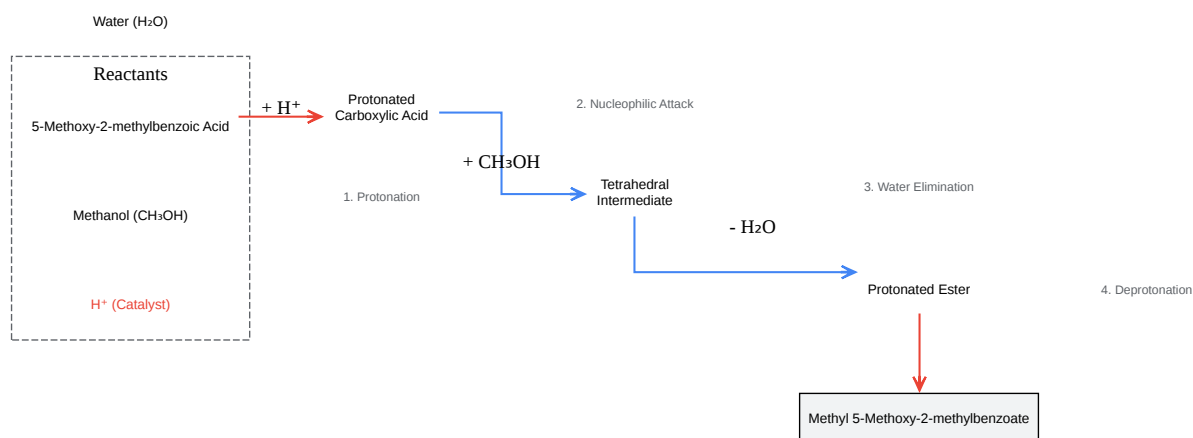 Water (H₂O)
Reactants
+ H⁺
Protonated
Carboxylic Acid
2. Nucleophilic Attack
5-Methoxy-2-methylbenzoic Acid
+ CH₃OH
1. Protonation
Tetrahedral
Intermediate
3. Water Elimination
Methanol (CH₃OH)
- H₂O
H⁺ (Catalyst)
Protonated Ester
4. Deprotonation
Methyl 5-Methoxy-2-methylbenzoate